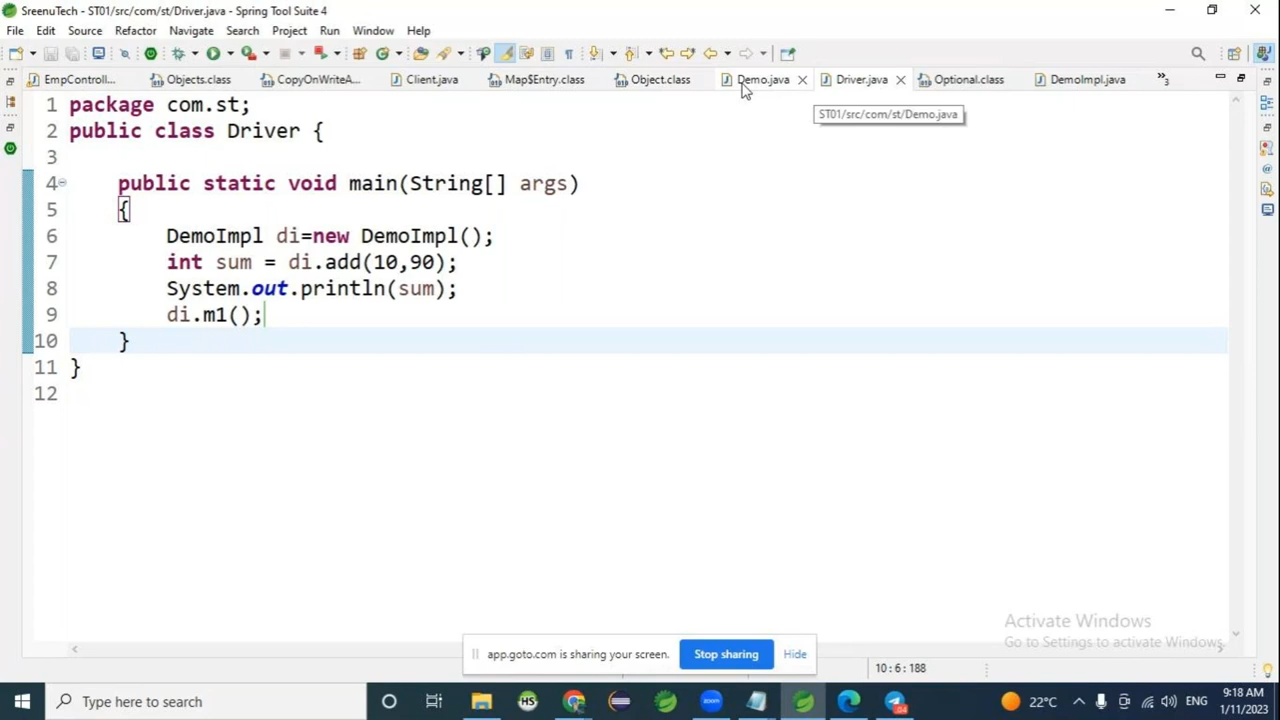 SreenuTech - ST01/src/com/st/Driver.java - Spring Tool Suite 4
File Edit Source Refactor Navigate Search Project Run Window Help
EmpControll... Objects.class CopyOnWriteA... Client.java Map$Entry.class Object.class Demo.java Driver.java Optional.class DemoImpl.java »3
ST01/src/com/st/Demo.java
1 package com.st;
2 public class Driver {
3
4 public static void main(String[] args)
5 {
6 DemoImpl di=new DemoImpl();
7 int sum = di.add(10,90);
8 System.out.println(sum);
9 di.m1();
10 }
11 }
12
Activate Windows
Go to Settings to activate Windows.
app.goto.com is sharing your screen. Stop sharing Hide
10 : 6 : 188
Type here to search HS zoom 04 22°C ENG 9:18 AM
1/11/2023